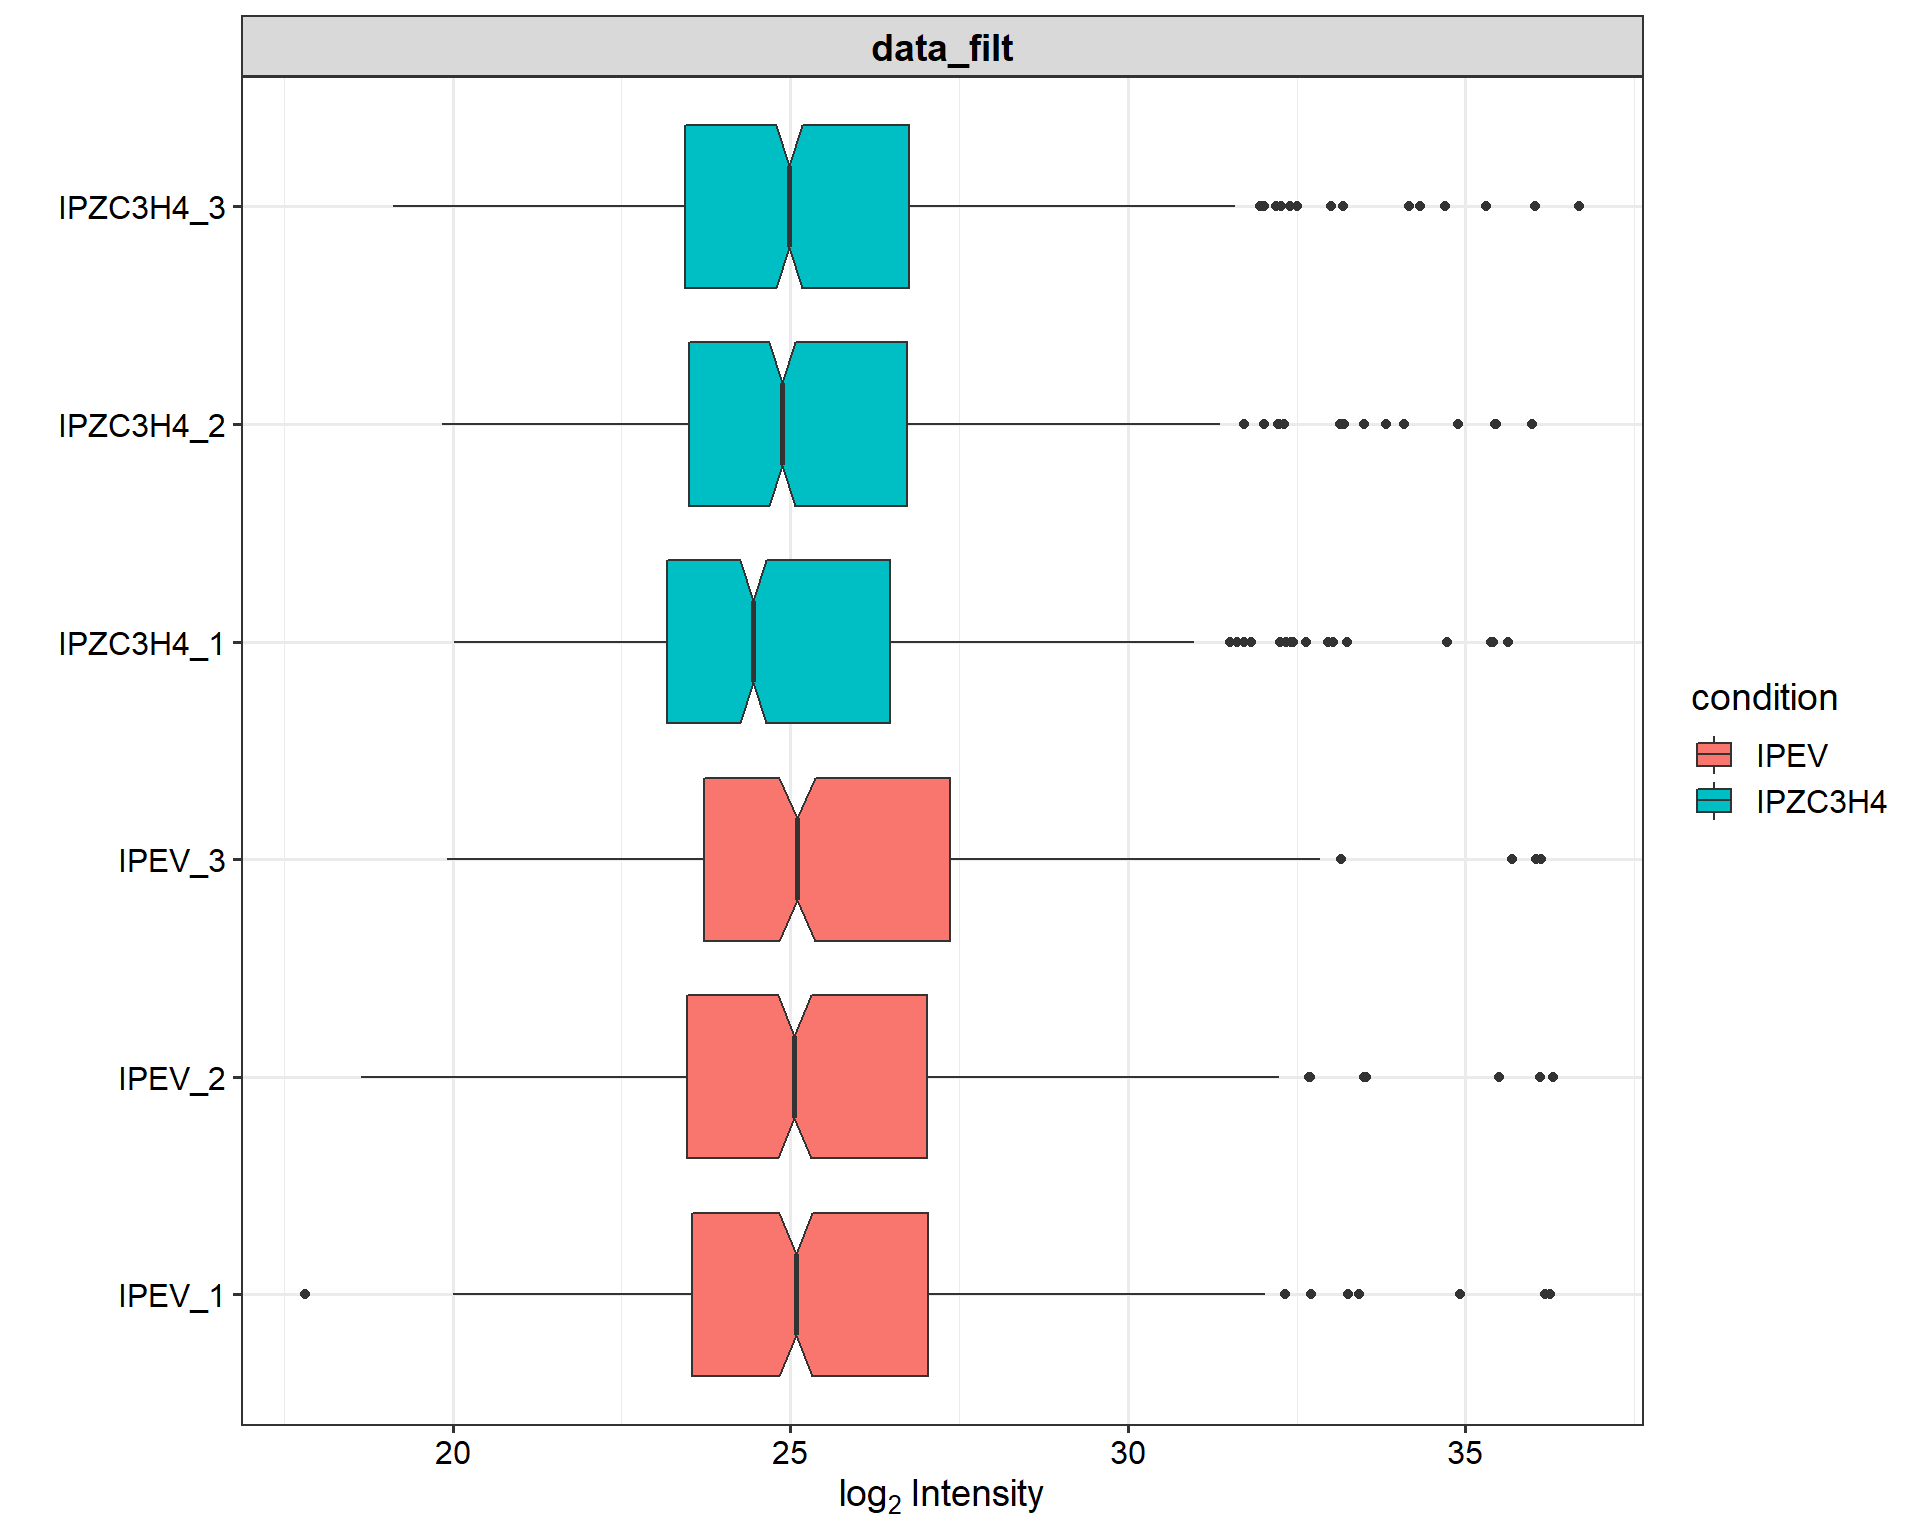 data_filt
IPZC3H4_3
IPZC3H4_2
IPZC3H4_1
IPEV_3
IPEV_2
IPEV_1
20 25 30 35
log₂ Intensity
condition
IPEV
IPZC3H4